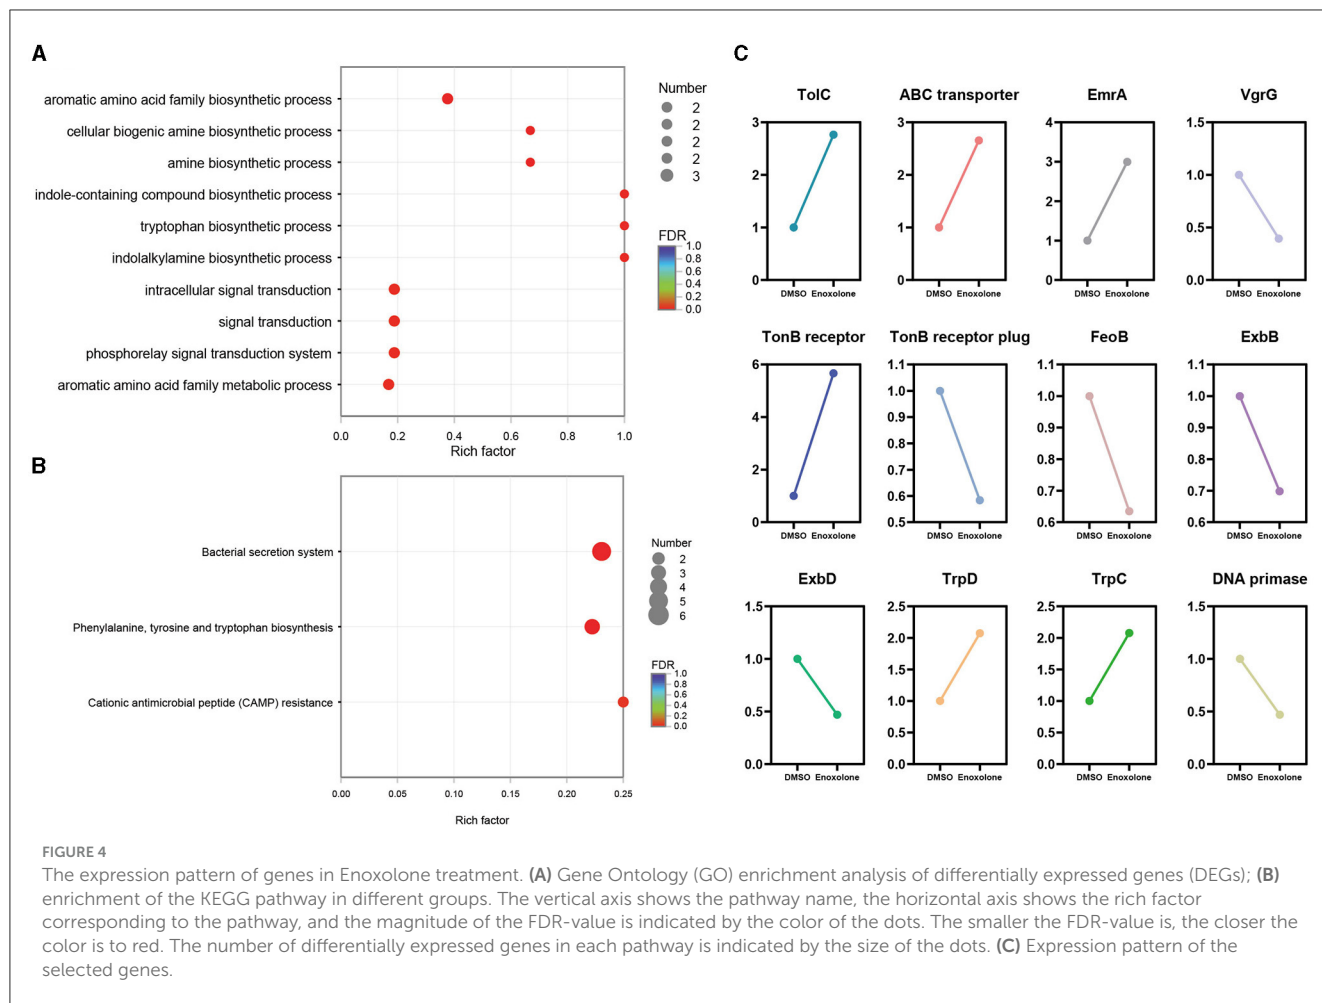 A
aromatic amino acid family biosynthetic process
cellular biogenic amine biosynthetic process
amine biosynthetic process
indole-containing compound biosynthetic process
tryptophan biosynthetic process
indolalkylamine biosynthetic process
intracellular signal transduction
signal transduction
phosphorelay signal transduction system
aromatic amino acid family metabolic process
0.0 0.2 0.4 0.6 0.8 1.0
Rich factor
Number
2
2
2
2
3
FDR
1.0
0.8
0.6
0.4
0.2
0.0
B
Bacterial secretion system
Phenylalanine, tyrosine and tryptophan biosynthesis
Cationic antimicrobial peptide (CAMP) resistance
0.00 0.05 0.10 0.15 0.20 0.25
Rich factor
Number
2
3
4
5
6
FDR
1.0
0.8
0.6
0.4
0.2
0.0
C
TolC
3
2
1
0
DMSO Enoxolone
ABC transporter
3
2
1
0
DMSO Enoxolone
EmrA
4
3
2
1
0
DMSO Enoxolone
VgrG
1.5
1.0
0.5
0.0
DMSO Enoxolone
TonB receptor
6
4
2
0
DMSO Enoxolone
TonB receptor plug
1.1
1.0
0.9
0.8
0.7
0.6
0.5
DMSO Enoxolone
FeoB
1.1
1.0
0.9
0.8
0.7
0.6
DMSO Enoxolone
ExbB
1.1
1.0
0.9
0.8
0.7
0.6
DMSO Enoxolone
ExbD
1.5
1.0
0.5
0.0
DMSO Enoxolone
TrpD
2.5
2.0
1.5
1.0
0.5
0.0
DMSO Enoxolone
TrpC
2.5
2.0
1.5
1.0
0.5
0.0
DMSO Enoxolone
DNA primase
1.5
1.0
0.5
0.0
DMSO Enoxolone
FIGURE 4
The expression pattern of genes in Enoxolone treatment. (A) Gene Ontology (GO) enrichment analysis of differentially expressed genes (DEGs); (B)
enrichment of the KEGG pathway in different groups. The vertical axis shows the pathway name, the horizontal axis shows the rich factor
corresponding to the pathway, and the magnitude of the FDR-value is indicated by the color of the dots. The smaller the FDR-value is, the closer the
color is to red. The number of differentially expressed genes in each pathway is indicated by the size of the dots. (C) Expression pattern of the
selected genes.